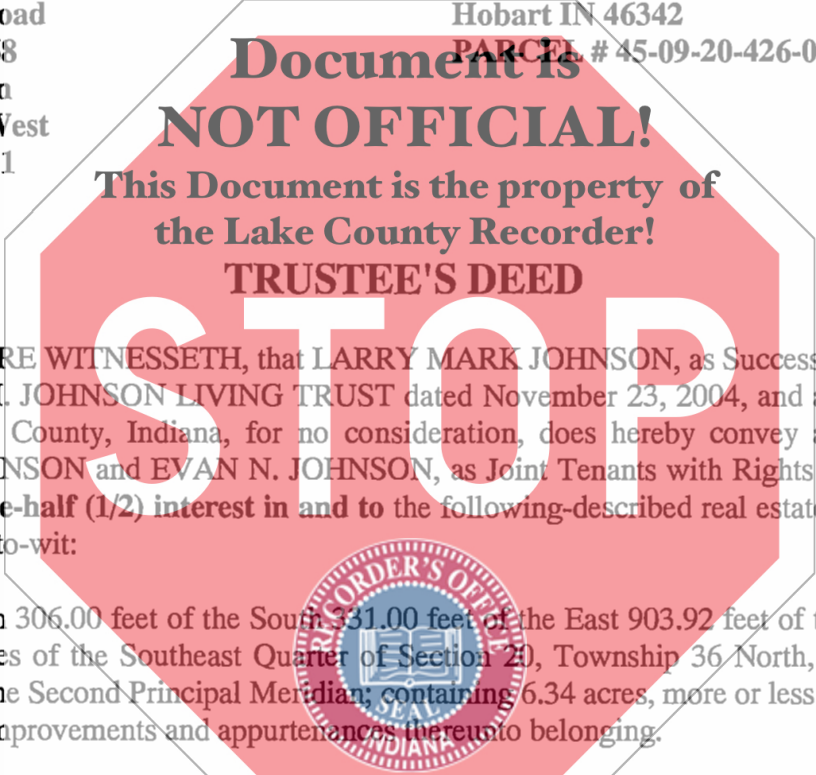 oad Hobart IN 46342
8 PARCEL # 45-09-20-426-0
Document is
NOT OFFICIAL!
West
1
This Document is the property of
the Lake County Recorder!
TRUSTEE'S DEED
STOP
RE WITNESSETH, that LARRY MARK JOHNSON, as Success
. JOHNSON LIVING TRUST dated November 23, 2004, and a
County, Indiana, for no consideration, does hereby convey a
NSON and EVAN N. JOHNSON, as Joint Tenants with Rights
e-half (1/2) interest in and to the following-described real estate
to-wit:
RECORDER'S OFFICE
306.00 feet of the South 331.00 feet of the East 903.92 feet of t
es of the Southeast Quarter of Section 20, Township 36 North,
e Second Principal Meridian; containing 6.34 acres, more or less
SEAL
provements and appurtenances thereunto belonging.
INDIANA